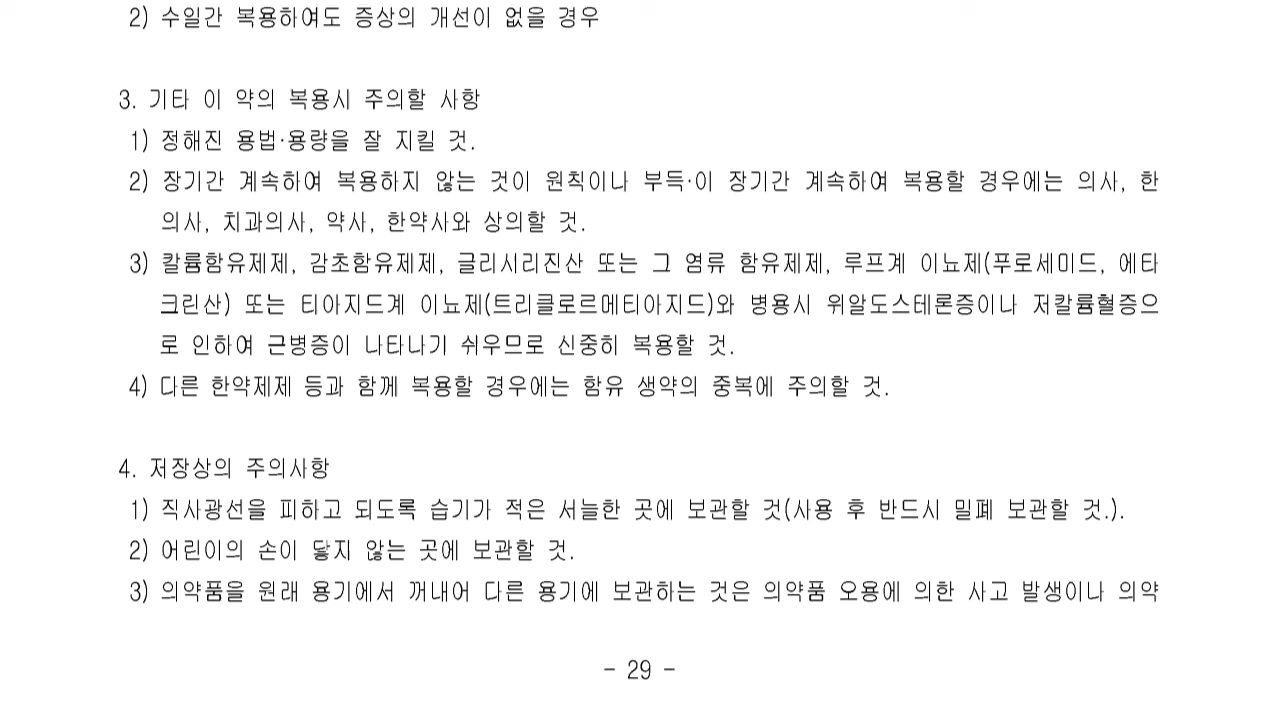 2) 수일간 복용하여도 증상의 개선이 없을 경우
3. 기타 이 약의 복용시 주의할 사항
1) 정해진 용법·용량을 잘 지킬 것.
2) 장기간 계속하여 복용하지 않는 것이 원칙이나 부득·이 장기간 계속하여 복용할 경우에는 의사, 한
의사, 치과의사, 약사, 한약사와 상의할 것.
3) 칼륨함유제제, 감초함유제제, 글리시리진산 또는 그 염류 함유제제, 루프계 이뇨제(푸로세미드, 에타
크린산) 또는 티아지드계 이뇨제(트리클로르메티아지드)와 병용시 위알도스테론증이나 저칼륨혈증으
로 인하여 근병증이 나타나기 쉬우므로 신중히 복용할 것.
4) 다른 한약제제 등과 함께 복용할 경우에는 함유 생약의 중복에 주의할 것.
4. 저장상의 주의사항
1) 직사광선을 피하고 되도록 습기가 적은 서늘한 곳에 보관할 것(사용 후 반드시 밀폐 보관할 것.).
2) 어린이의 손이 닿지 않는 곳에 보관할 것.
3) 의약품을 원래 용기에서 꺼내어 다른 용기에 보관하는 것은 의약품 오용에 의한 사고 발생이나 의약
- 29 -